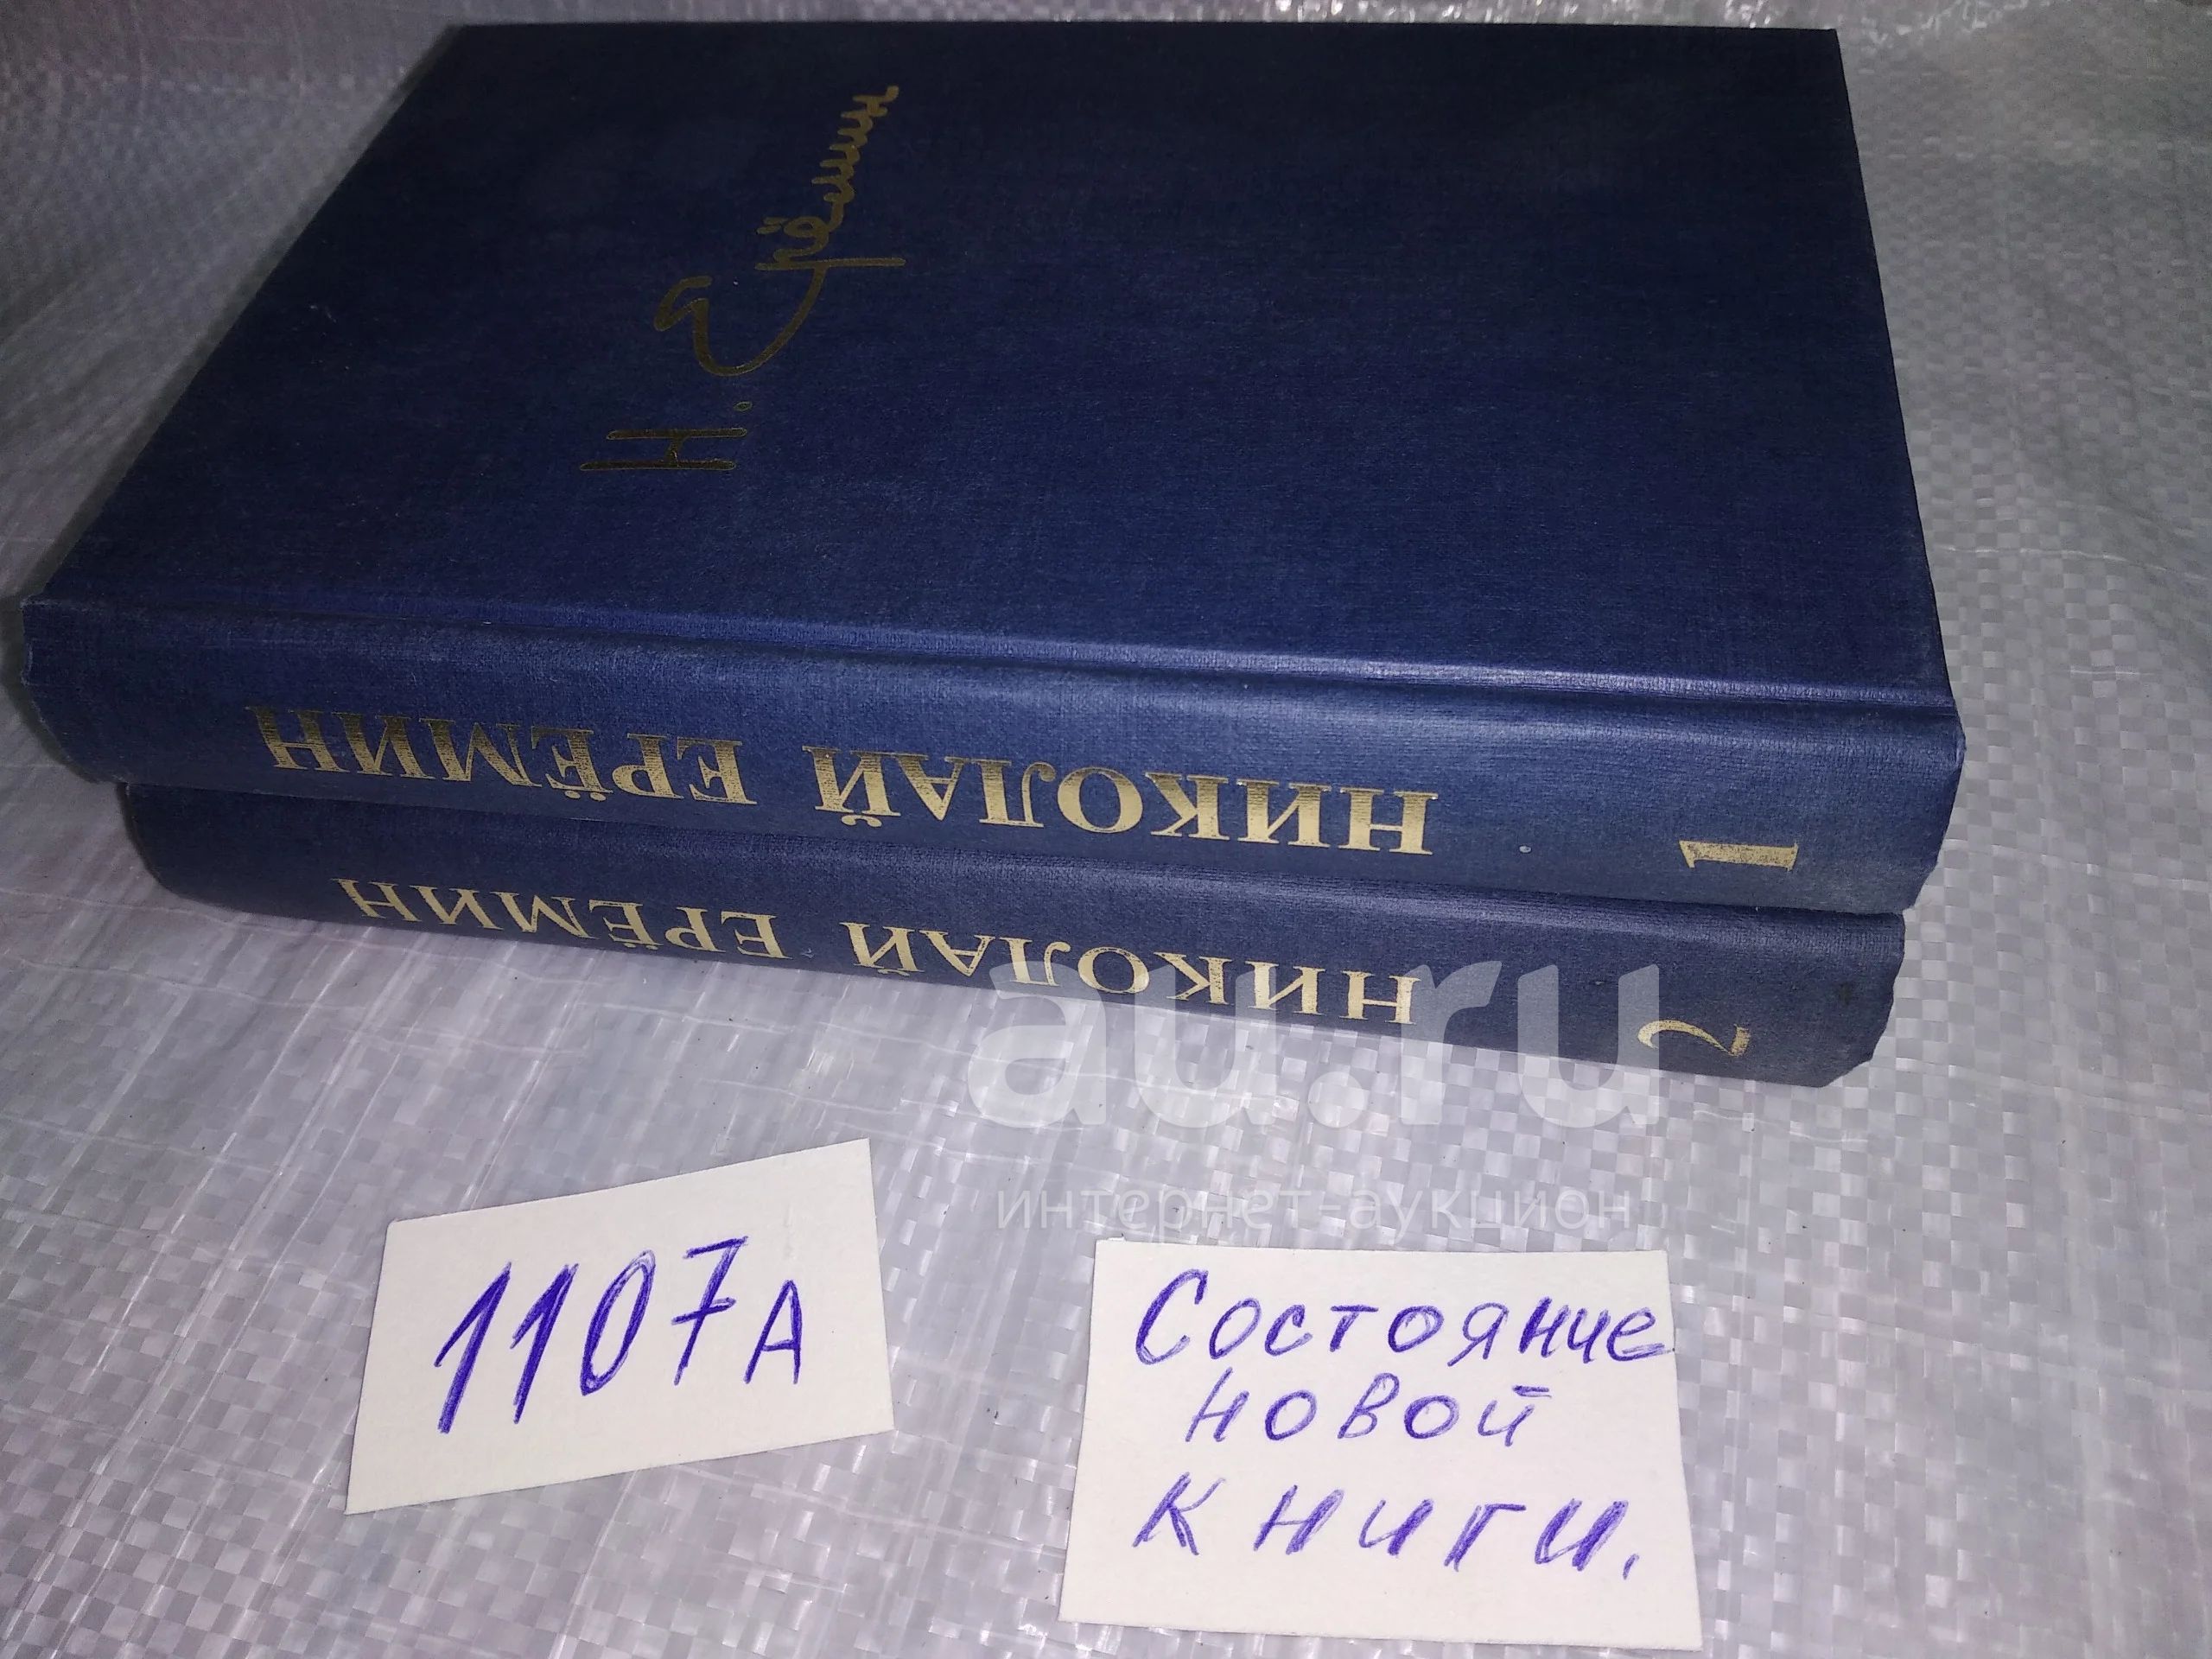 Н. Ерёмин
НИКОЛАЙ ЕРЁМИН 1
НИКОЛАЙ ЕРЁМИН 2
au.ru
интернет-аукцион
1107А
Состояние
новой
книги.